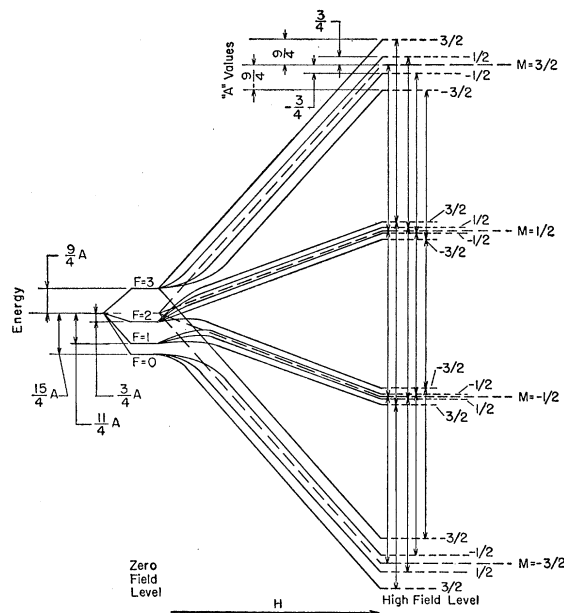 3/4
9/4
"A" Values
9/4
-3/4
3/2
1/2
M=3/2
-1/2
-3/2
3/2
1/2
M=1/2
-1/2
-3/2
9/4 A
Energy
F=3
F=2
F=1
F=0
15/4 A
3/4 A
11/4 A
-3/2
-1/2
M=-1/2
1/2
3/2
-3/2
-1/2
M=-3/2
1/2
3/2
Zero
Field
Level
High Field Level
H